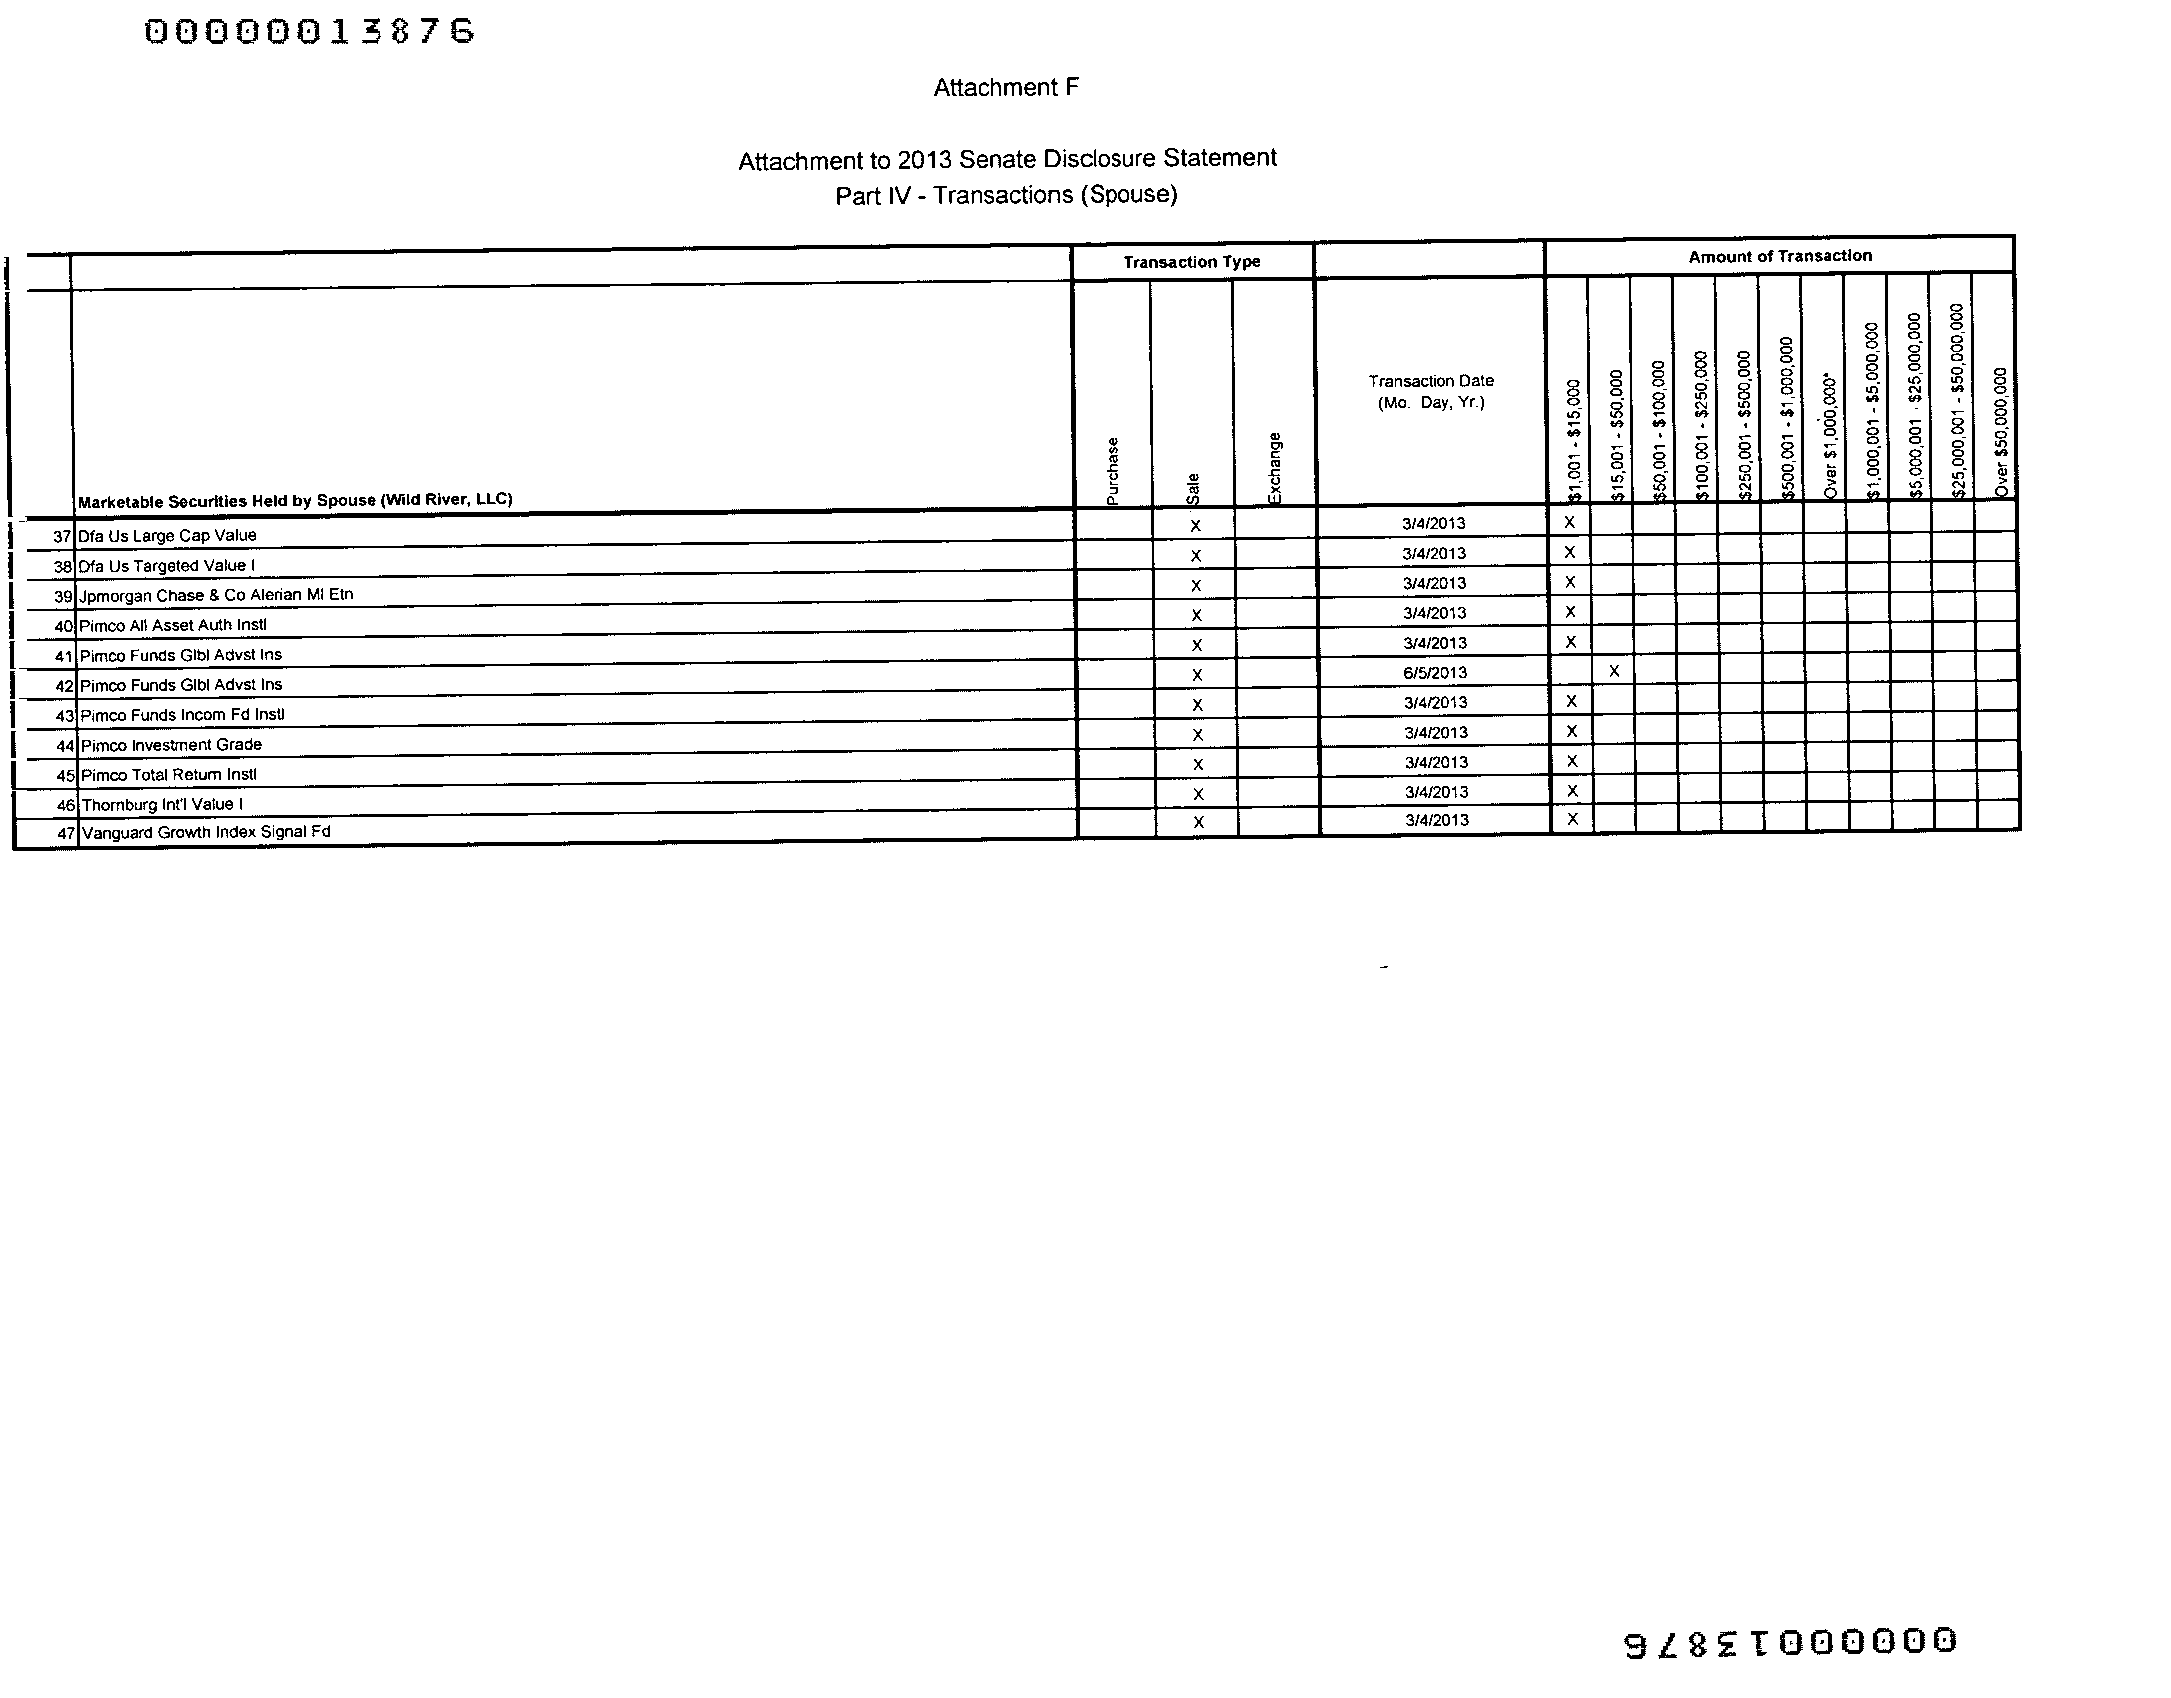 00000013876
Attachment F
Attachment to 2013 Senate Disclosure Statement
Part IV - Transactions (Spouse)
Transaction Type Amount of Transaction
Marketable Securities Held by Spouse (Wild River, LLC) Purchase Sale Exchange Transaction Date (Mo. Day, Yr.) $1,001 - $15,000 $15,001 - $50,000 $50,001 - $100,000 $100,001 - $250,000 $250,001 - $500,000 $500,001 - $1,000,000 Over $1,000,000* $1,000,001 - $5,000,000 $5,000,001 - $25,000,000 $25,000,001 - $50,000,000 Over $50,000,000
37 Dfa Us Large Cap Value X 3/4/2013 X
38 Dfa Us Targeted Value I X 3/4/2013 X
39 Jpmorgan Chase & Co Alerian Ml Etn X 3/4/2013 X
40 Pimco All Asset Auth Instl X 3/4/2013 X
41 Pimco Funds Glbl Advst Ins X 3/4/2013 X
42 Pimco Funds Glbl Advst Ins X 6/5/2013 X
43 Pimco Funds Incom Fd Instl X 3/4/2013 X
44 Pimco Investment Grade X 3/4/2013 X
45 Pimco Total Return Instl X 3/4/2013 X
46 Thornburg Int'l Value I X 3/4/2013 X
47 Vanguard Growth Index Signal Fd X 3/4/2013 X
00000013876